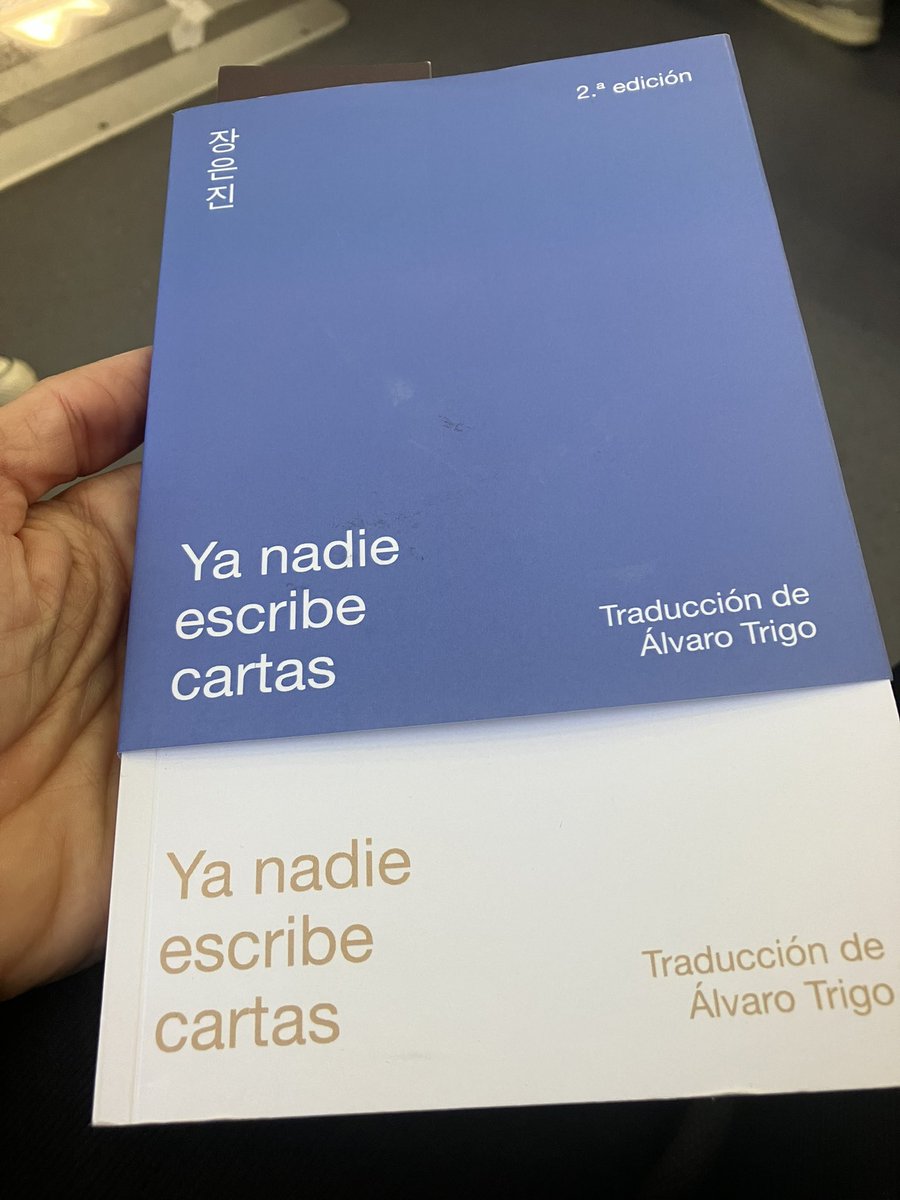 2.ª edición
장은진
Ya nadie
escribe
cartas
Traducción de
Álvaro Trigo
Ya nadie
escribe
cartas
Traducción de
Álvaro Trigo